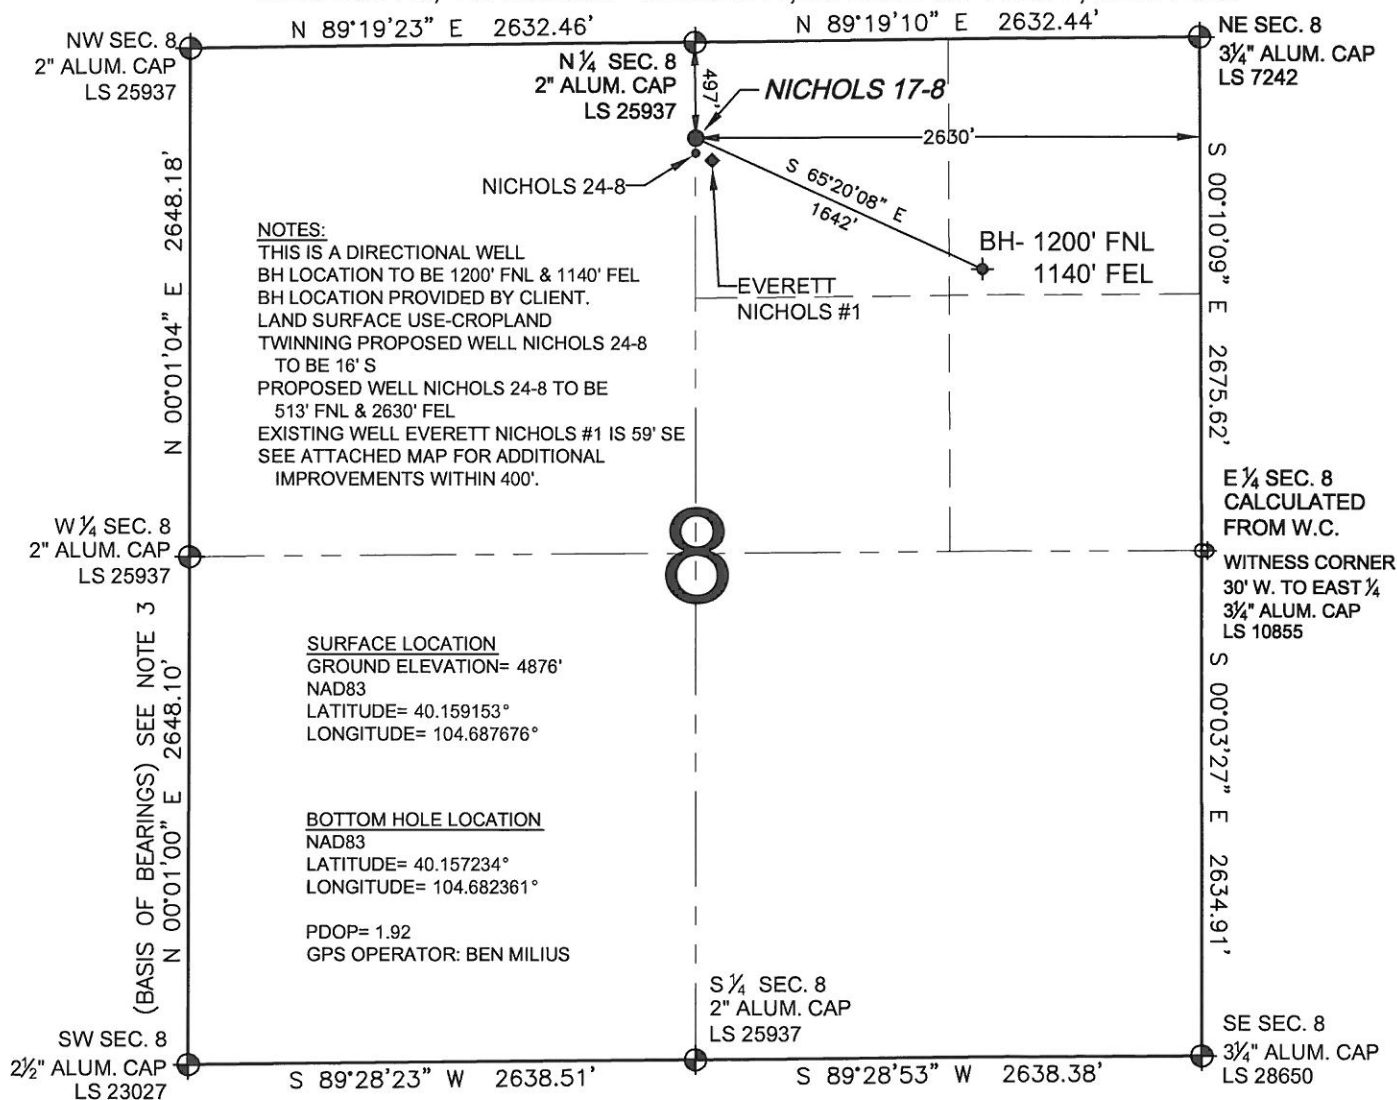 N 89°19'23" E 2632.46'
N 89°19'10" E 2632.44'
NW SEC. 8
2" ALUM. CAP
LS 25937
N ¼ SEC. 8
2" ALUM. CAP
LS 25937
NE SEC. 8
3¼" ALUM. CAP
LS 7242
497'
NICHOLS 17-8
2630'
NICHOLS 24-8
S 65°20'08" E
1642'
BH- 1200' FNL
1140' FEL
EVERETT
NICHOLS #1
N 00°01'04" E 2648.18'
S 00°10'09" E 2675.62'
NOTES:
THIS IS A DIRECTIONAL WELL
BH LOCATION TO BE 1200' FNL & 1140' FEL
BH LOCATION PROVIDED BY CLIENT.
LAND SURFACE USE-CROPLAND
TWINNING PROPOSED WELL NICHOLS 24-8
TO BE 16' S
PROPOSED WELL NICHOLS 24-8 TO BE
513' FNL & 2630' FEL
EXISTING WELL EVERETT NICHOLS #1 IS 59' SE
SEE ATTACHED MAP FOR ADDITIONAL
IMPROVEMENTS WITHIN 400'.
W ¼ SEC. 8
2" ALUM. CAP
LS 25937
8
E ¼ SEC. 8
CALCULATED
FROM W.C.
WITNESS CORNER
30' W. TO EAST ¼
3¼" ALUM. CAP
LS 10855
(BASIS OF BEARINGS) SEE NOTE 3
N 00°01'00" E 2648.10'
S 00°03'27" E 2634.91'
SURFACE LOCATION
GROUND ELEVATION= 4876'
NAD83
LATITUDE= 40.159153°
LONGITUDE= 104.687676°
BOTTOM HOLE LOCATION
NAD83
LATITUDE= 40.157234°
LONGITUDE= 104.682361°
PDOP= 1.92
GPS OPERATOR: BEN MILIUS
S ¼ SEC. 8
2" ALUM. CAP
LS 25937
SW SEC. 8
2½" ALUM. CAP
LS 23027
SE SEC. 8
3¼" ALUM. CAP
LS 28650
S 89°28'23" W 2638.51'
S 89°28'53" W 2638.38'